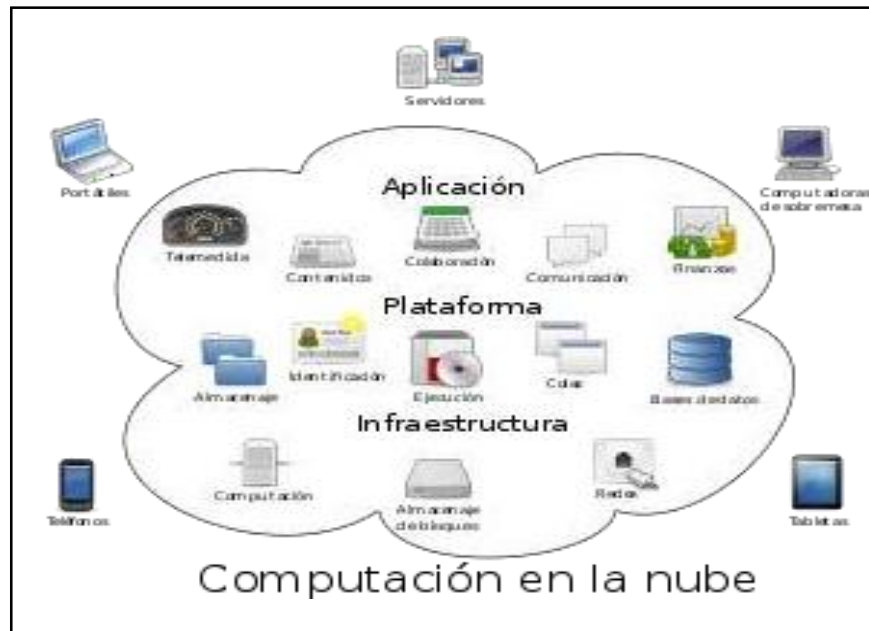 Servidores
Portátiles
Computadoras
de sobremesa
Aplicación
Telemedida
Contenidos
Colaboración
Comunicación
Finanzas
Plataforma
Almacenaje
Identificación
Ejecución
Colas
Bases de datos
Infraestructura
Computación
Almacenaje
de bloques
Redes
Teléfonos
Tabletas
Computación en la nube